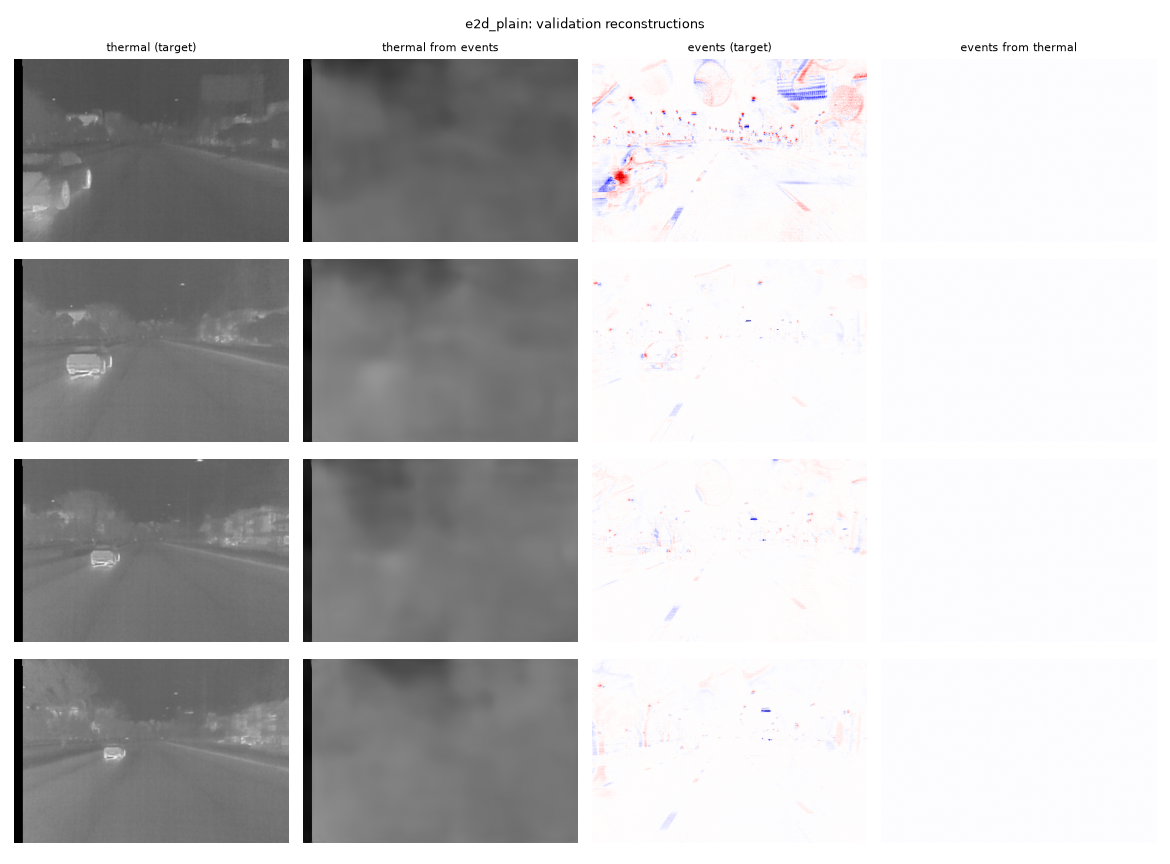 e2d_plain: validation reconstructions
thermal (target)
thermal from events
events (target)
events from thermal